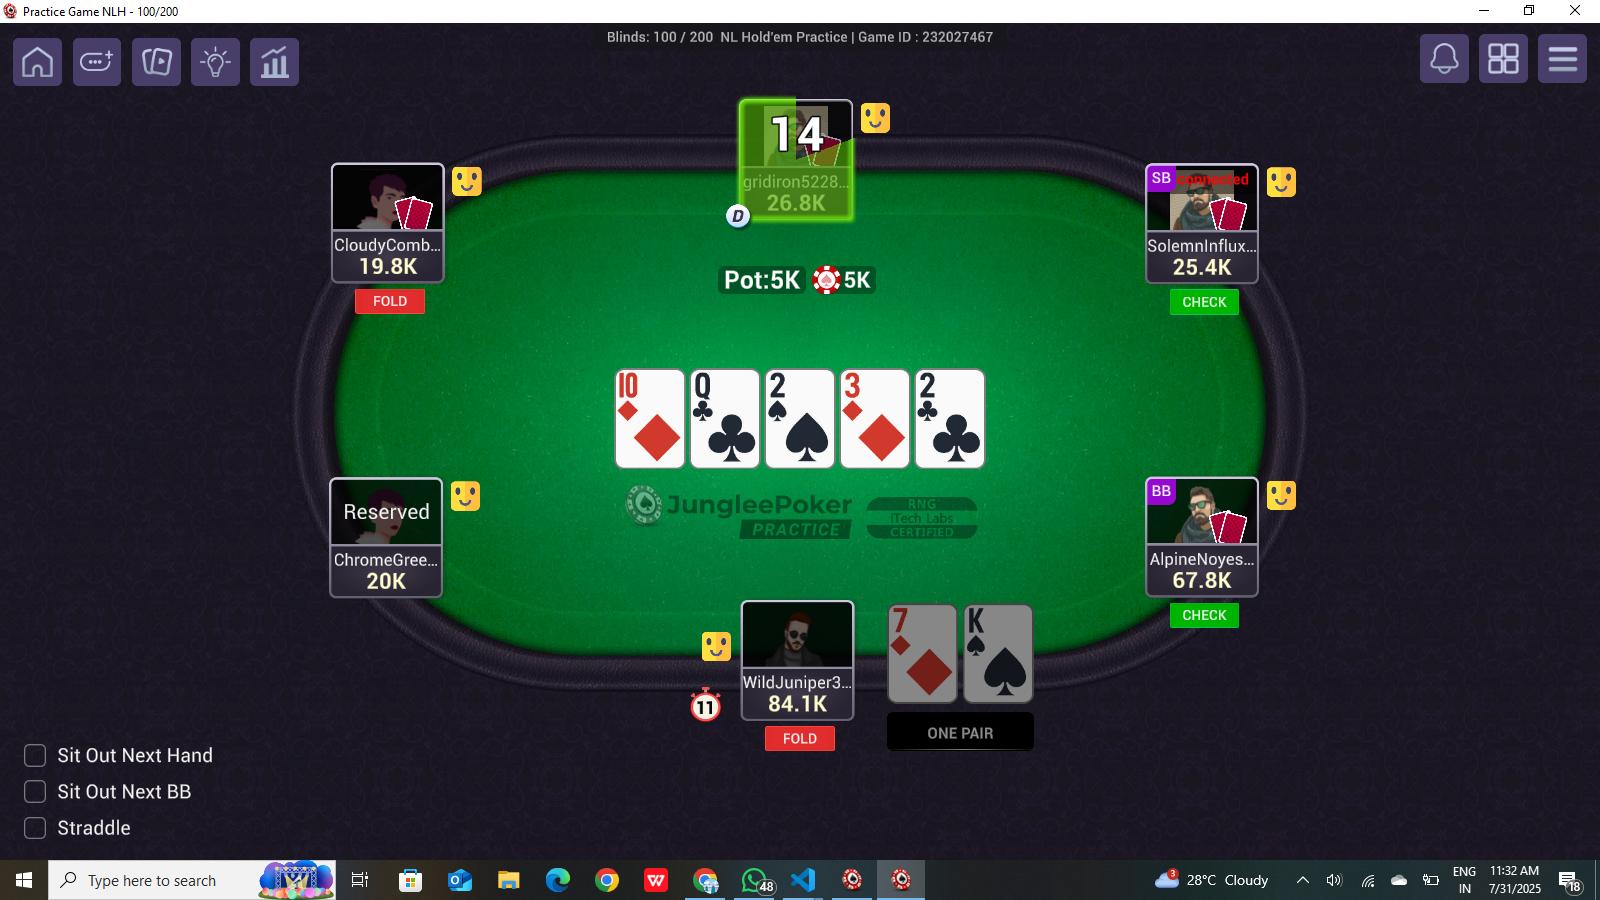 Practice Game NLH - 100/200
Blinds: 100 / 200 NL Hold'em Practice | Game ID : 232027467
14
gridiron5228...
26.8K
D
CloudyComb...
19.8K
FOLD
SB
connected
SolemnInflux...
25.4K
CHECK
Pot:5K 5K
10 Q 2 3 2
JungleePoker
PRACTICE
RNG
iTech Labs
CERTIFIED
Reserved
ChromeGree...
20K
BB
AlpineNoyes...
67.8K
CHECK
7 K
WildJuniper3...
84.1K
11
FOLD
ONE PAIR
Sit Out Next Hand
Sit Out Next BB
Straddle
Type here to search
W
48
3
28°C Cloudy
ENG
IN
11:32 AM
7/31/2025
18